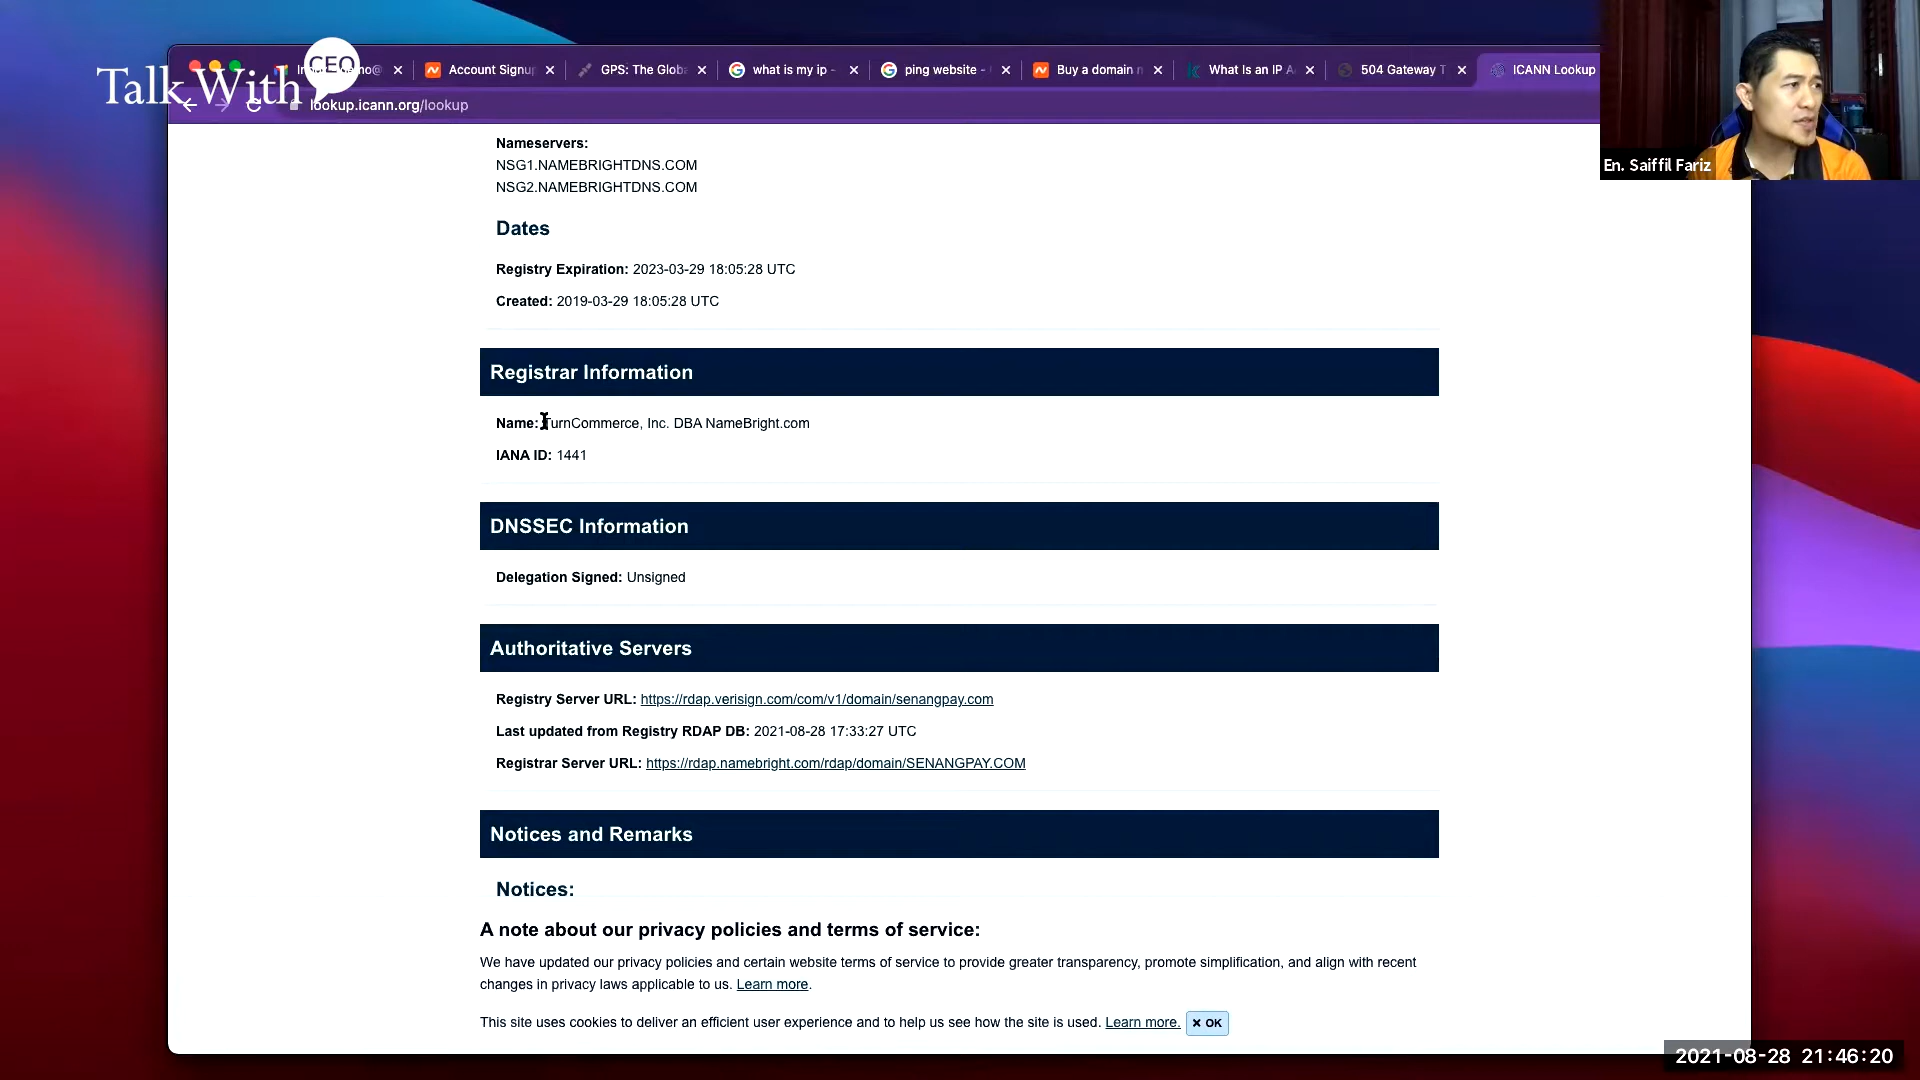 Talk With CEO
Account Signup
GPS: The Globa
what is my ip -
ping website -
Buy a domain n
What Is an IP A
504 Gateway T
ICANN Lookup
lookup.icann.org/lookup
En. Saiffil Fariz
Nameservers:
NSG1.NAMEBRIGHTDNS.COM
NSG2.NAMEBRIGHTDNS.COM
Dates
Registry Expiration: 2023-03-29 18:05:28 UTC
Created: 2019-03-29 18:05:28 UTC
Registrar Information
Name: TurnCommerce, Inc. DBA NameBright.com
IANA ID: 1441
DNSSEC Information
Delegation Signed: Unsigned
Authoritative Servers
Registry Server URL: https://rdap.verisign.com/com/v1/domain/senangpay.com
Last updated from Registry RDAP DB: 2021-08-28 17:33:27 UTC
Registrar Server URL: https://rdap.namebright.com/rdap/domain/SENANGPAY.COM
Notices and Remarks
Notices:
A note about our privacy policies and terms of service:
We have updated our privacy policies and certain website terms of service to provide greater transparency, promote simplification, and align with recent
changes in privacy laws applicable to us. Learn more.
This site uses cookies to deliver an efficient user experience and to help us see how the site is used. Learn more. × OK
2021-08-28 21:46:20